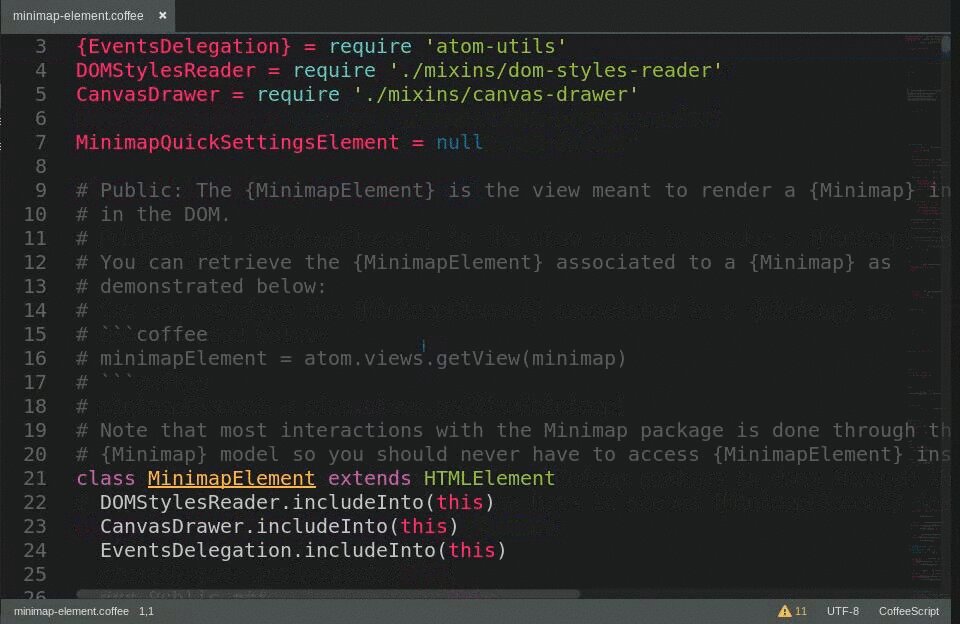 minimap-element.coffee ×
3 {EventsDelegation} = require 'atom-utils'
4 DOMStylesReader = require './mixins/dom-styles-reader'
5 CanvasDrawer = require './mixins/canvas-drawer'
6
7 MinimapQuickSettingsElement = null
8
9 # Public: The {MinimapElement} is the view meant to render a {Minimap} in
10 # in the DOM.
11 #
12 # You can retrieve the {MinimapElement} associated to a {Minimap} as
13 # demonstrated below:
14 #
15 # ```coffee
16 # minimapElement = atom.views.getView(minimap)
17 # ```
18 #
19 # Note that most interactions with the Minimap package is done through th
20 # {Minimap} model so you should never have to access {MinimapElement} ins
21 class MinimapElement extends HTMLElement
22 DOMStylesReader.includeInto(this)
23 CanvasDrawer.includeInto(this)
24 EventsDelegation.includeInto(this)
25
26
minimap-element.coffee 1,1 11 UTF-8 CoffeeScript